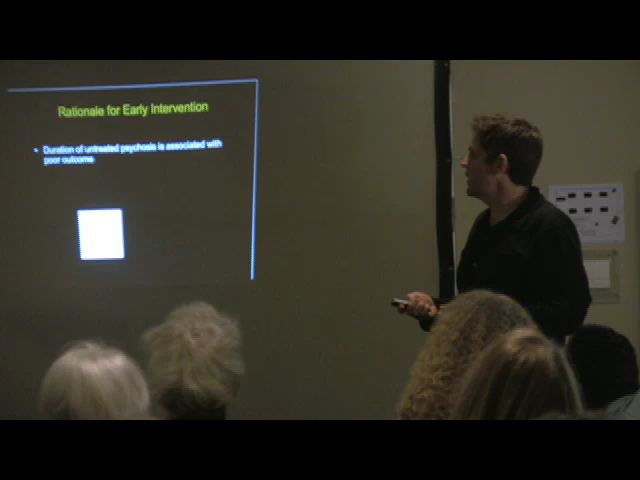 Rationale for Early Intervention
• Duration of untreated psychosis is associated with
poor outcome